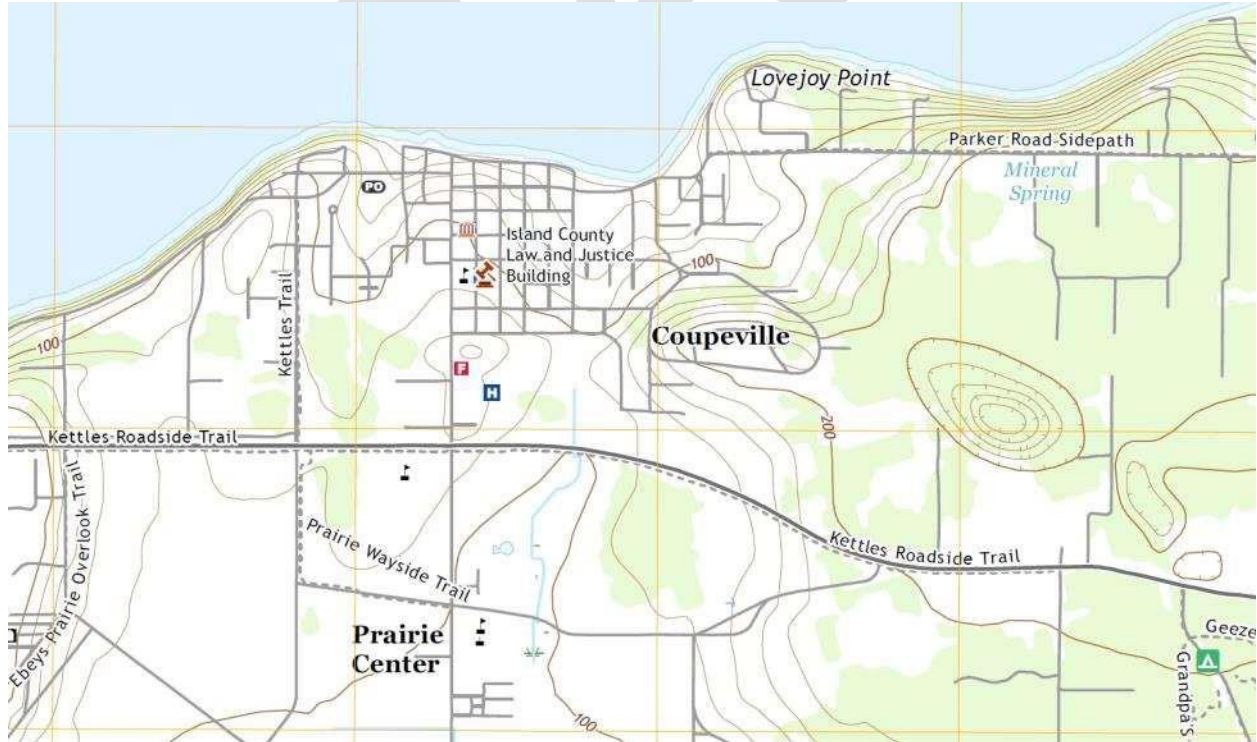 Lovejoy Point
Parker Road Sidepath
Mineral
Spring
PO
Island County
Law and Justice
Building
100
Kettles Trail
Coupeville
100
F
H
200
Kettles Roadside Trail
Ebeys Prairie Overlook Trail
Prairie Wayside Trail
Kettles Roadside Trail
Prairie
Center
Geeze
Grandpa's
100